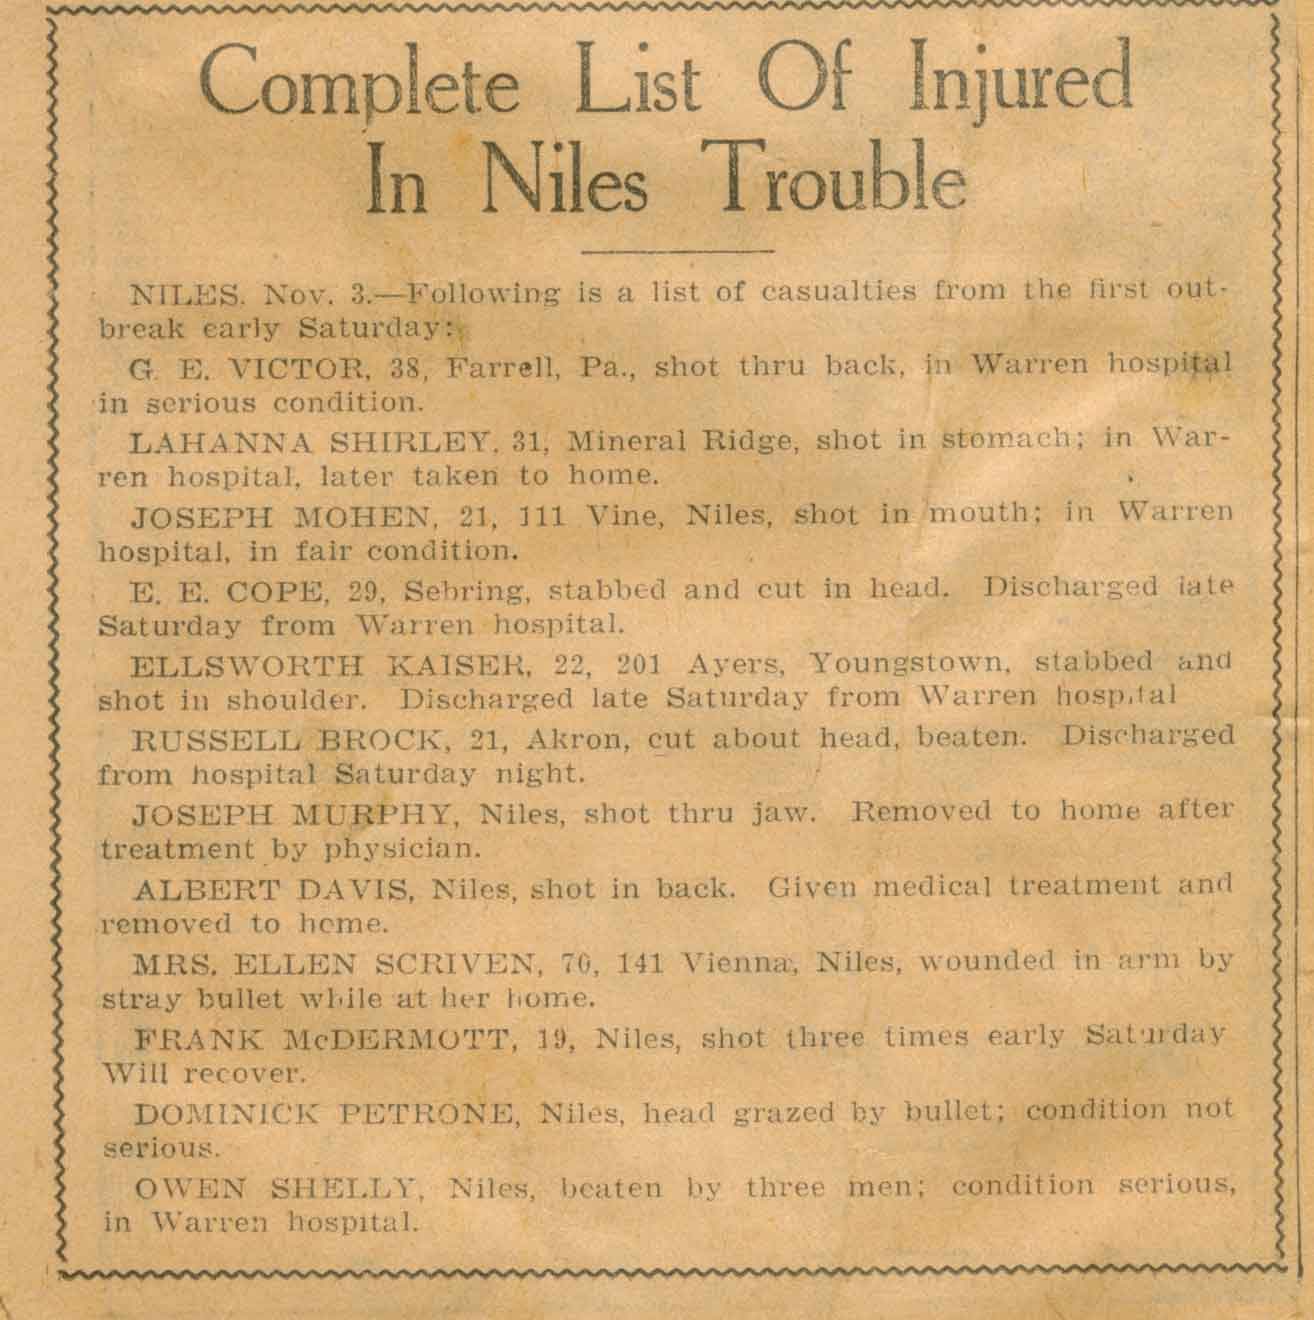 Complete List Of Injured
In Niles Trouble
NILES, Nov. 3.—Following is a list of casualties from the first out-
break early Saturday:
G. E. VICTOR, 38, Farrell, Pa., shot thru back, in Warren hospital
in serious condition.
LAHANNA SHIRLEY, 31, Mineral Ridge, shot in stomach; in War-
ren hospital, later taken to home.
JOSEPH MOHEN, 21, 111 Vine, Niles, shot in mouth; in Warren
hospital, in fair condition.
E. E. COPE, 29, Sebring, stabbed and cut in head. Discharged late
Saturday from Warren hospital.
ELLSWORTH KAISER, 22, 201 Ayers, Youngstown, stabbed and
shot in shoulder. Discharged late Saturday from Warren hospital
RUSSELL BROCK, 21, Akron, cut about head, beaten. Discharged
from hospital Saturday night.
JOSEPH MURPHY, Niles, shot thru jaw. Removed to home after
treatment by physician.
ALBERT DAVIS, Niles, shot in back. Given medical treatment and
removed to home.
MRS. ELLEN SCRIVEN, 70, 141 Vienna, Niles, wounded in arm by
stray bullet while at her home.
FRANK McDERMOTT, 19, Niles, shot three times early Saturday
Will recover.
DOMINICK PETRONE, Niles, head grazed by bullet; condition not
serious.
OWEN SHELLY, Niles, beaten by three men; condition serious,
in Warren hospital.